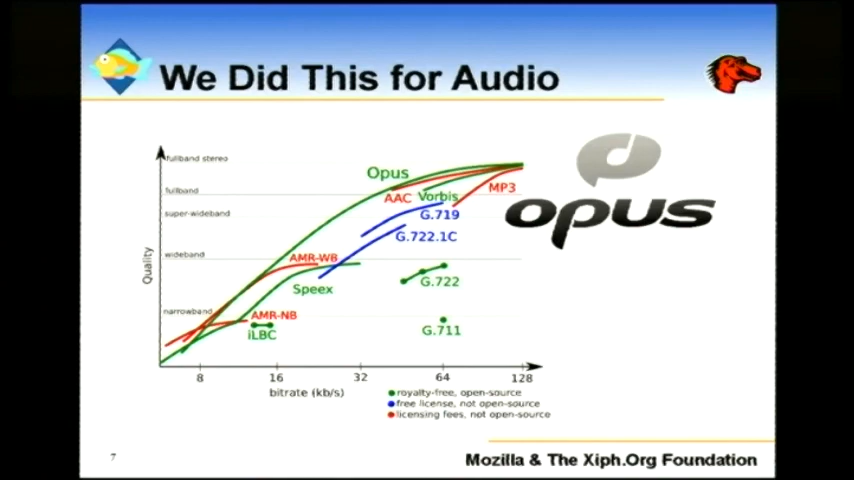 We Did This for Audio
fullband stereo
Opus
fullband
AAC
Vorbis
MP3
super-wideband
G.719
G.722.1C
wideband
AMR-WB
Speex
G.722
narrowband
AMR-NB
iLBC
G.711
Quality
8
16
32
64
128
bitrate (kb/s)
royalty-free, open-source
free license, not open-source
licensing fees, not open-source
opus
7
Mozilla & The Xiph.Org Foundation